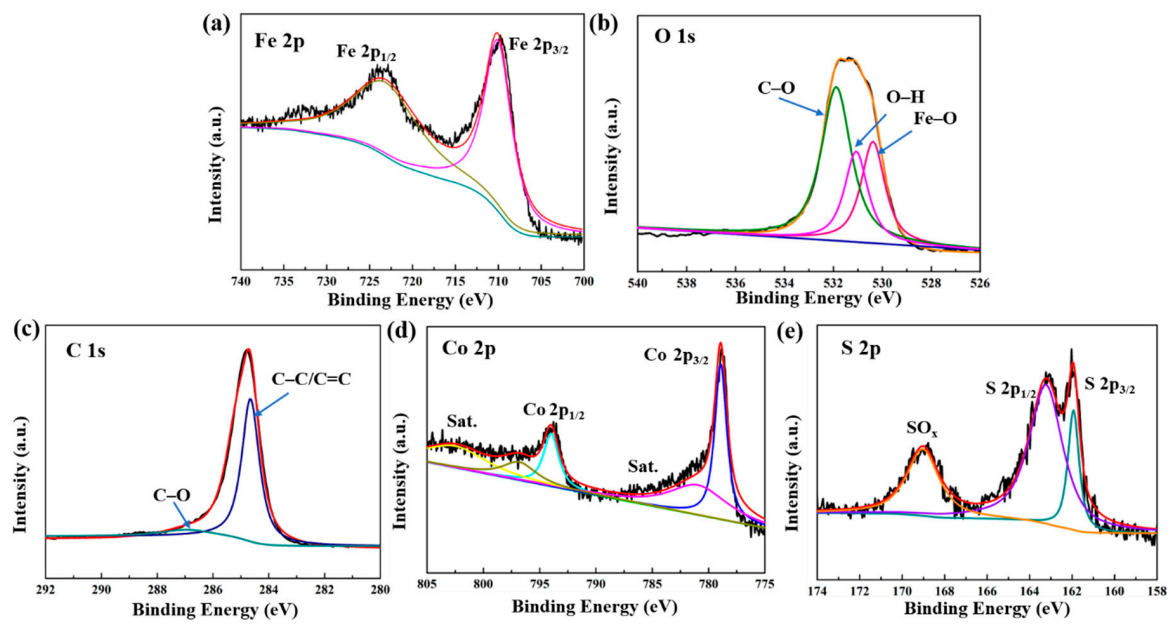 (a)
Fe 2p
Fe 2p1/2
Fe 2p3/2
Intensity (a.u.)
740 735 730 725 720 715 710 705 700
Binding Energy (eV)
(b)
O 1s
C–O
O–H
Fe–O
Intensity (a.u.)
540 538 536 534 532 530 528 526
Binding Energy (eV)
(c)
C 1s
C–C/C=C
C–O
Intensity (a.u.)
292 290 288 286 284 282 280
Binding Energy (eV)
(d)
Co 2p
Co 2p3/2
Co 2p1/2
Sat.
Sat.
Intensity (a.u.)
805 800 795 790 785 780 775
Binding Energy (eV)
(e)
S 2p
S 2p1/2
S 2p3/2
SOx
Intensity (a.u.)
174 172 170 168 166 164 162 160 158
Binding Energy (eV)